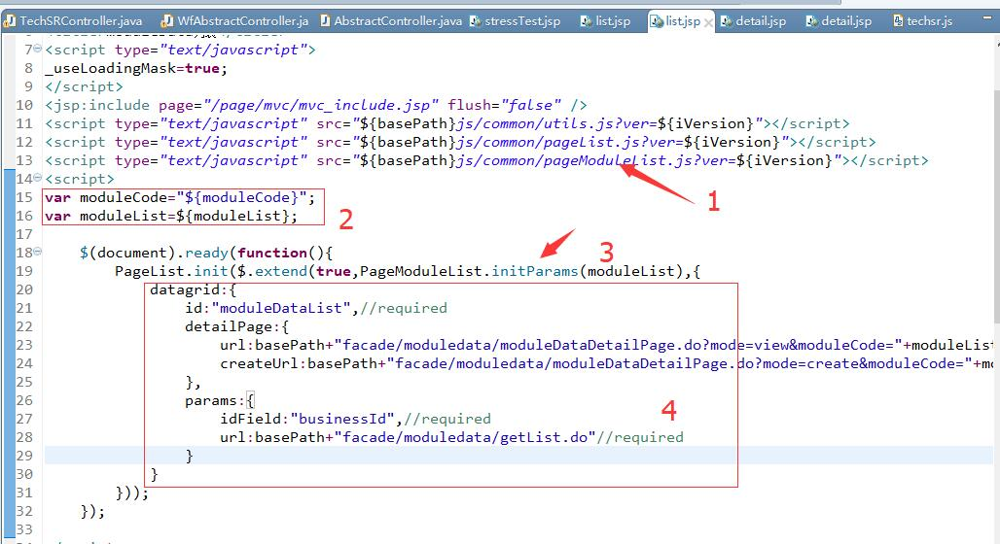 TechSRController.java WfAbstractController.ja AbstractController.java stressTest.jsp list.jsp list.jsp detail.jsp detail.jsp techsr.js
7 <script type="text/javascript">
8 _useLoadingMask=true;
9 </script>
10 <jsp:include page="/page/mvc/mvc_include.jsp" flush="false" />
11 <script type="text/javascript" src="${basePath}js/common/utils.js?ver=${iVersion}"></script>
12 <script type="text/javascript" src="${basePath}js/common/pageList.js?ver=${iVersion}"></script>
13 <script type="text/javascript" src="${basePath}js/common/pageModuleList.js?ver=${iVersion}"></script>
14 <script>
1
15 var moduleCode="${moduleCode}";
16 var moduleList=${moduleList};
2
17
18 $(document).ready(function(){
3
19 PageList.init($.extend(true,PageModuleList.initParams(moduleList),{
20 datagrid:{
21 id:"moduleDataList",//required
22 detailPage:{
23 url:basePath+"facade/moduledata/moduleDataDetailPage.do?mode=view&moduleCode="+moduleList
24 createUrl:basePath+"facade/moduledata/moduleDataDetailPage.do?mode=create&moduleCode="+mo
25 },
26 params:{
4
27 idField:"businessId",//required
28 url:basePath+"facade/moduledata/getList.do"//required
29 }
30 }
31 }));
32 });
33